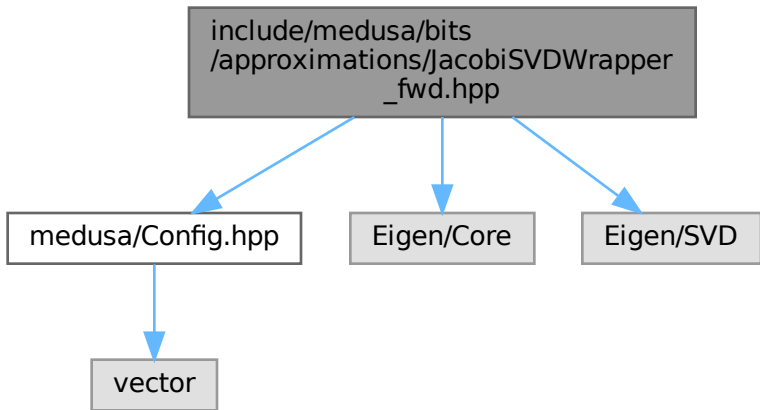 include/medusa/bits
/approximations/JacobiSVDWrapper
_fwd.hpp
medusa/Config.hpp
Eigen/Core
Eigen/SVD
vector